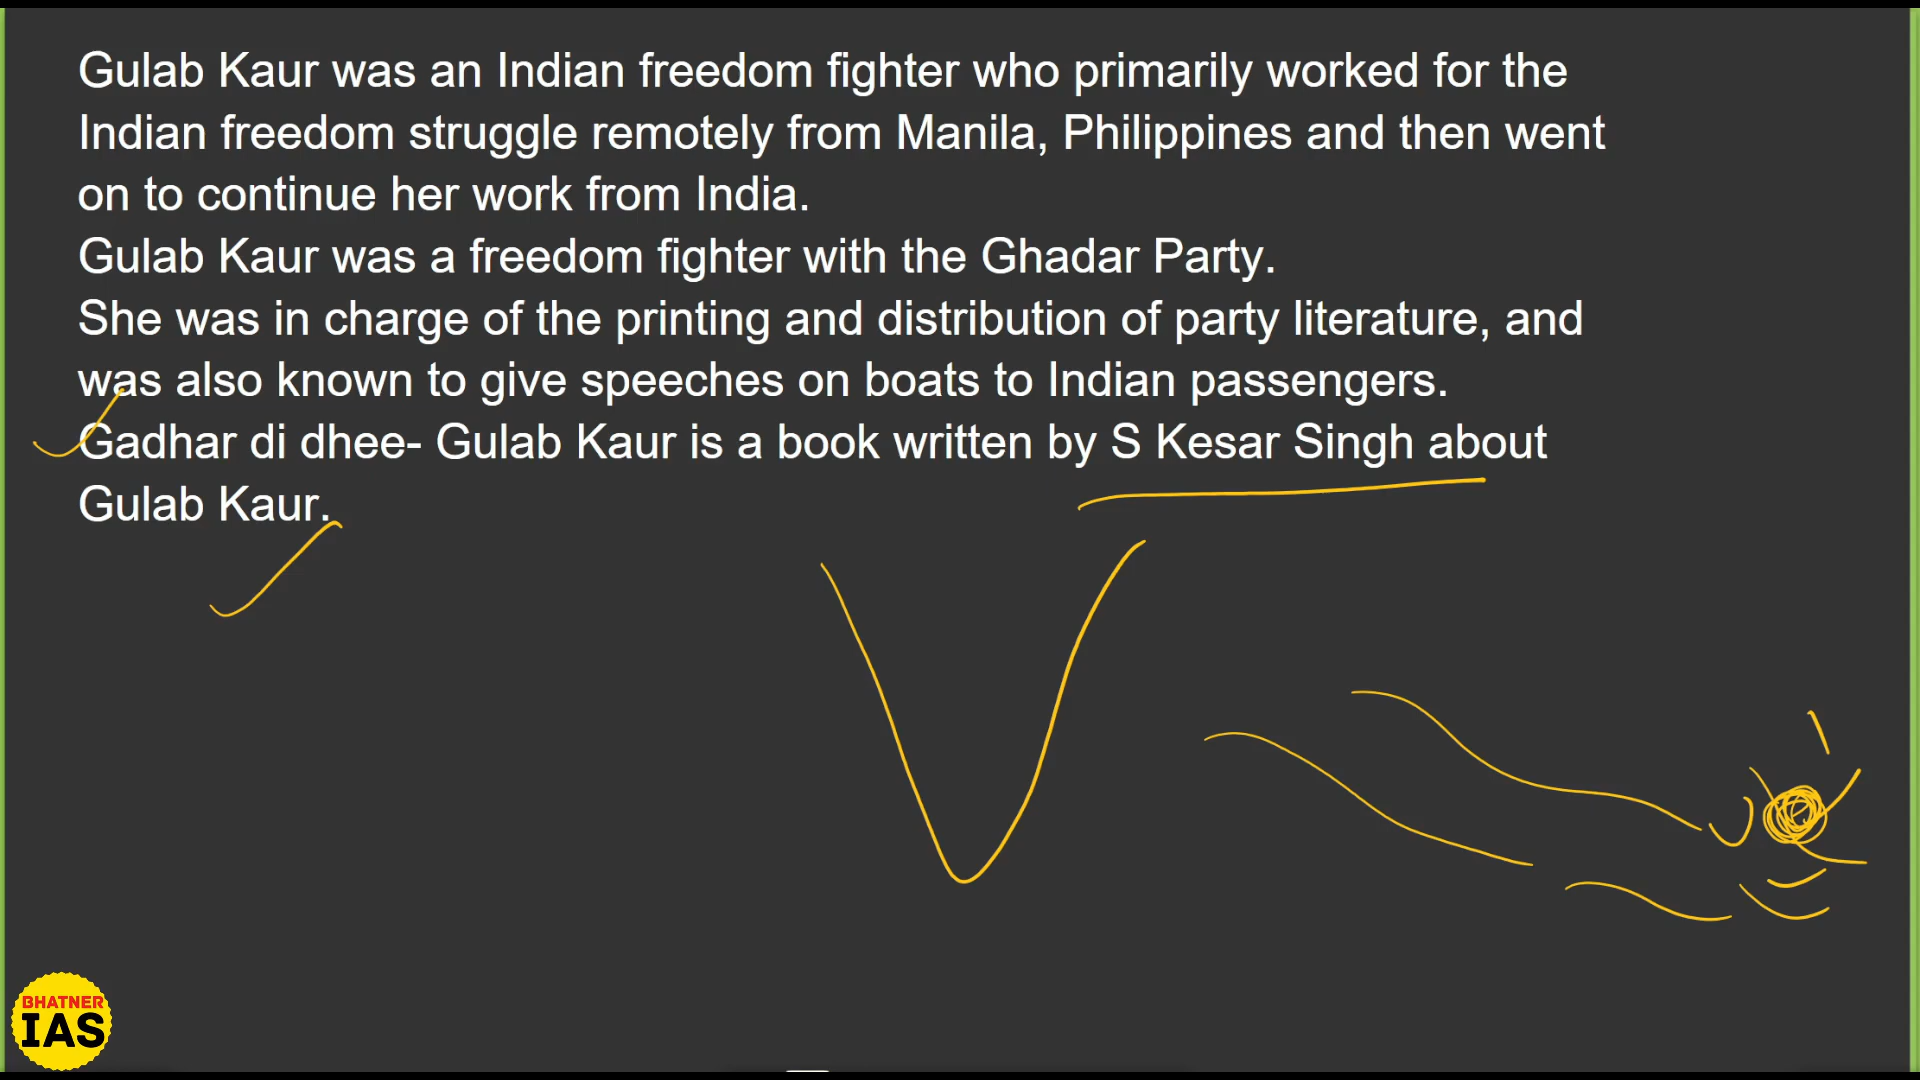 Gulab Kaur was an Indian freedom fighter who primarily worked for the
Indian freedom struggle remotely from Manila, Philippines and then went
on to continue her work from India.
Gulab Kaur was a freedom fighter with the Ghadar Party.
She was in charge of the printing and distribution of party literature, and
was also known to give speeches on boats to Indian passengers.
Gadhar di dhee- Gulab Kaur is a book written by S Kesar Singh about
Gulab Kaur.
BHATNER
IAS